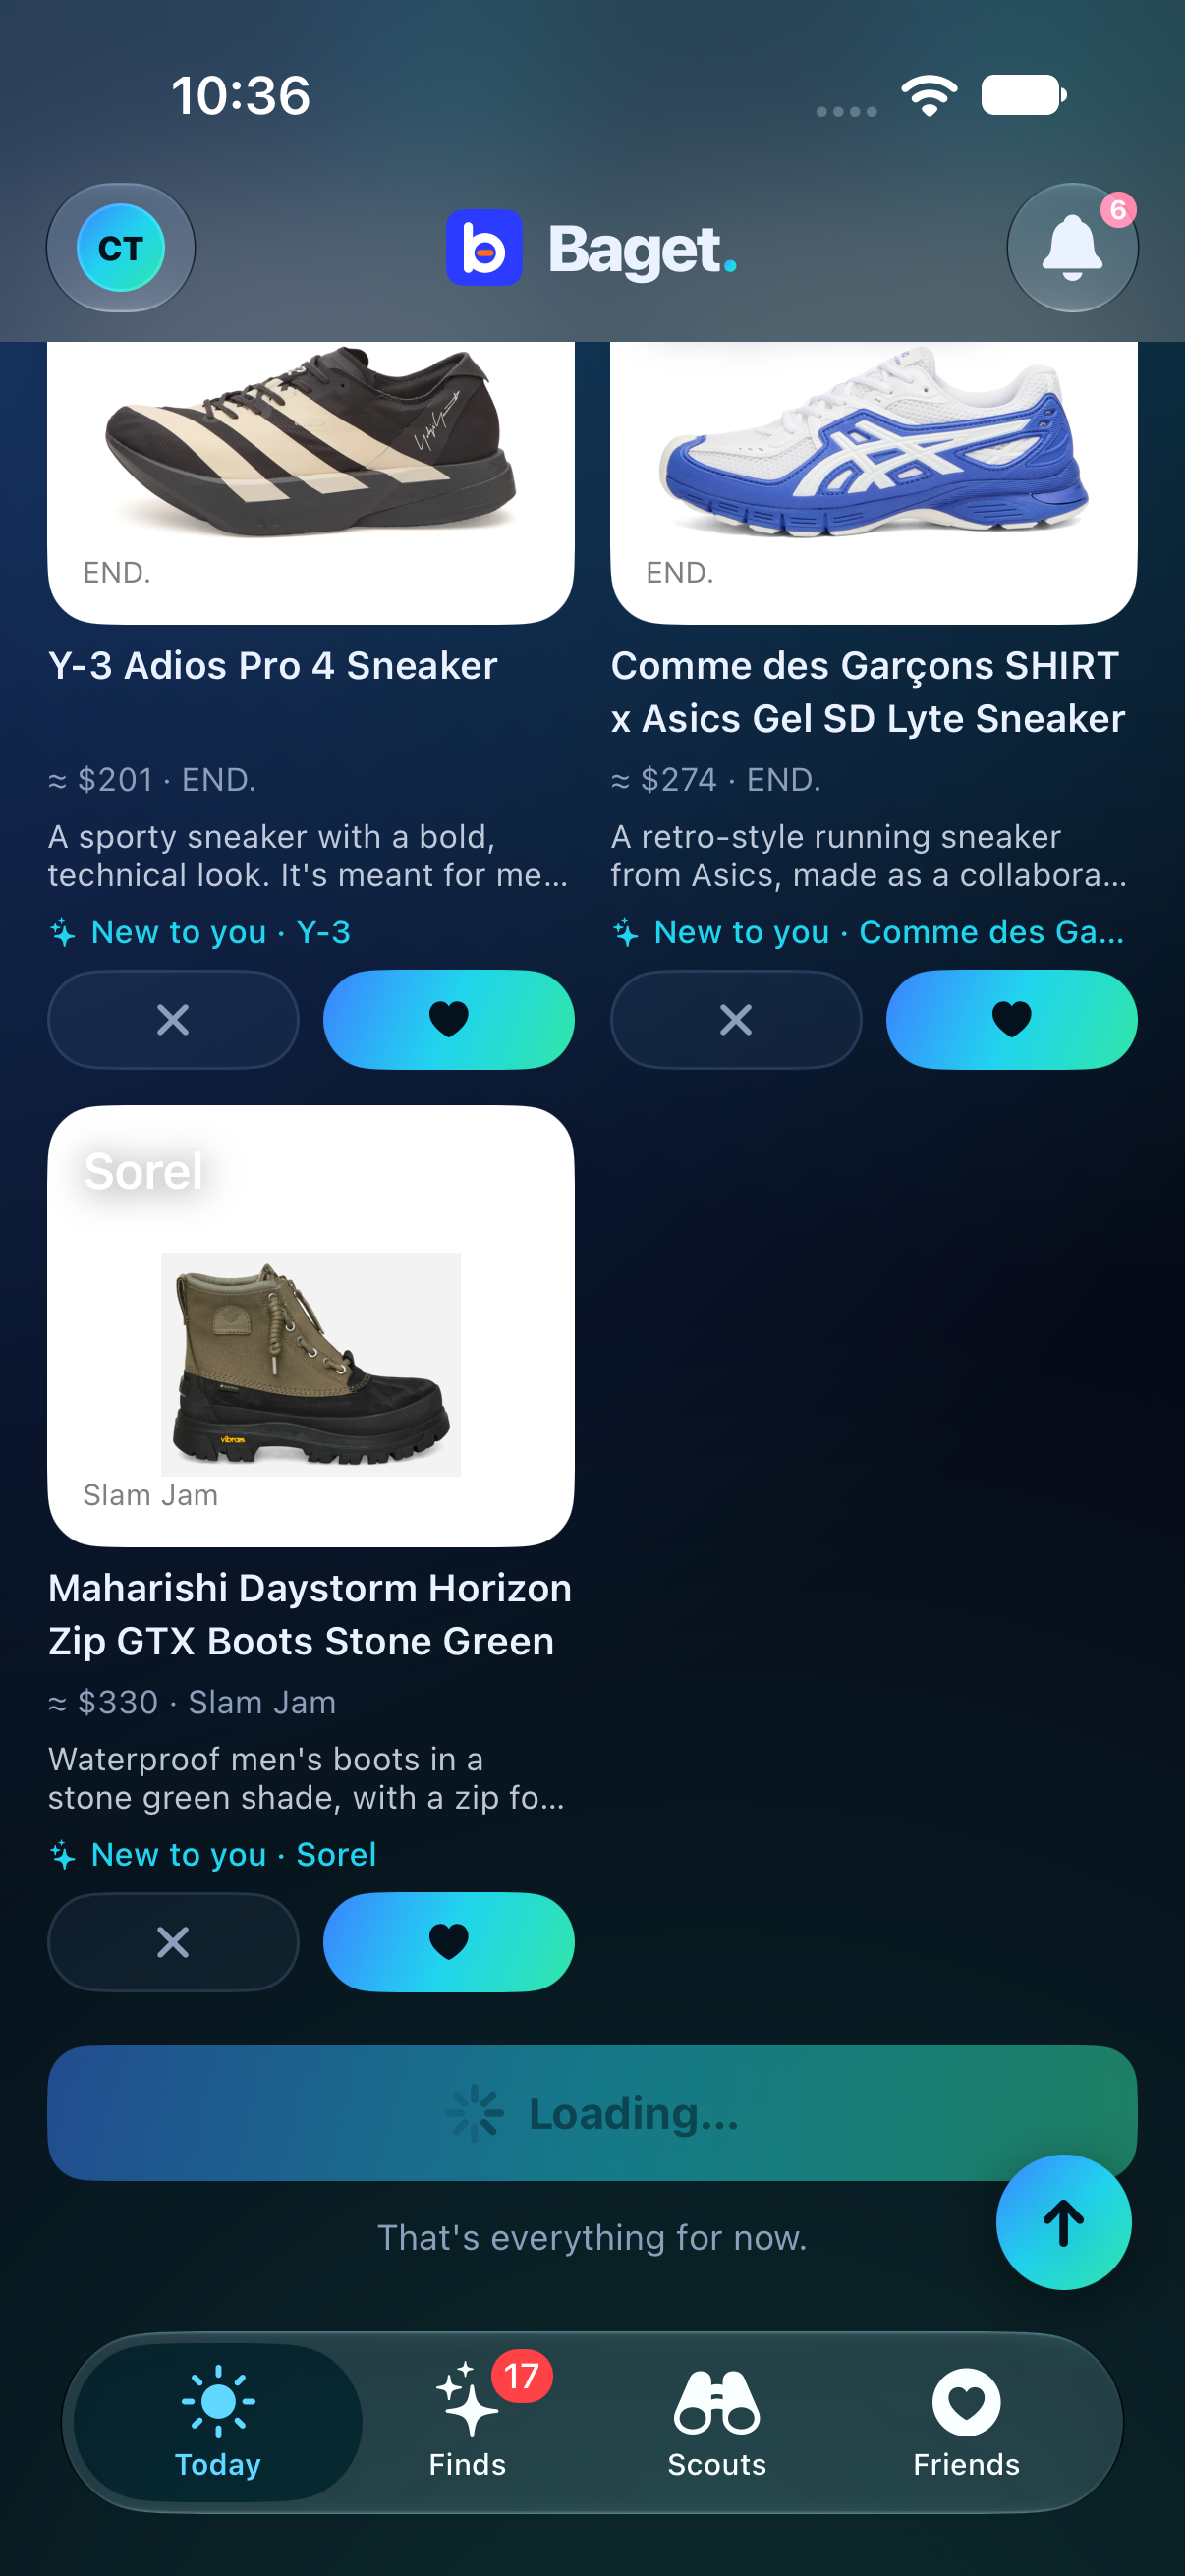 10:36
CT
b Baget.
6
END.
END.
Y-3 Adios Pro 4 Sneaker
Comme des Garçons SHIRT
x Asics Gel SD Lyte Sneaker
≈ $201 · END.
≈ $274 · END.
A sporty sneaker with a bold,
technical look. It's meant for me...
A retro-style running sneaker
from Asics, made as a collabora...
New to you · Y-3
New to you · Comme des Ga...
Sorel
vibram
Slam Jam
Maharishi Daystorm Horizon
Zip GTX Boots Stone Green
≈ $330 · Slam Jam
Waterproof men's boots in a
stone green shade, with a zip fo...
New to you · Sorel
Loading...
That's everything for now.
17
Today
Finds
Scouts
Friends